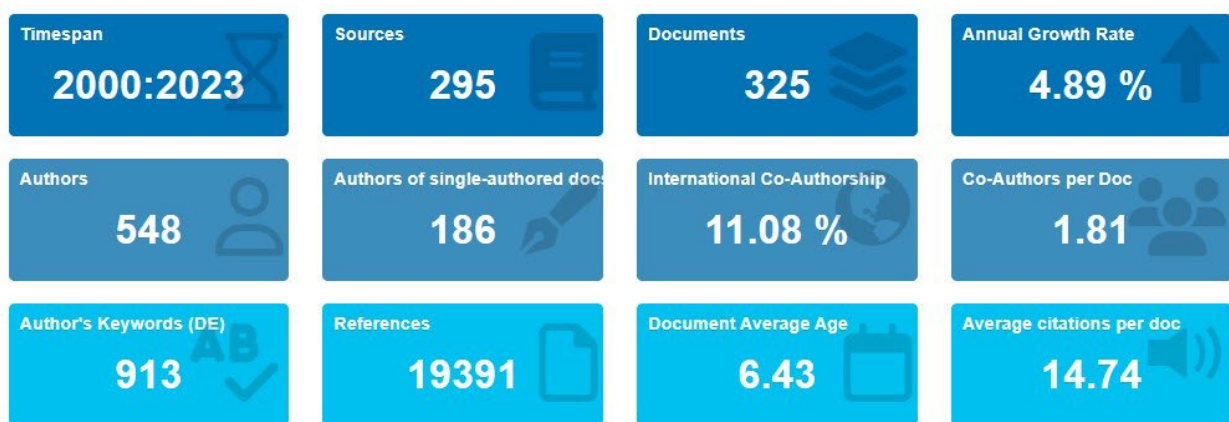 Timespan
2000:2023
Sources
295
Documents
325
Annual Growth Rate
4.89 %
Authors
548
Authors of single-authored docs
186
International Co-Authorship
11.08 %
Co-Authors per Doc
1.81
Author's Keywords (DE)
913
References
19391
Document Average Age
6.43
Average citations per doc
14.74
AB